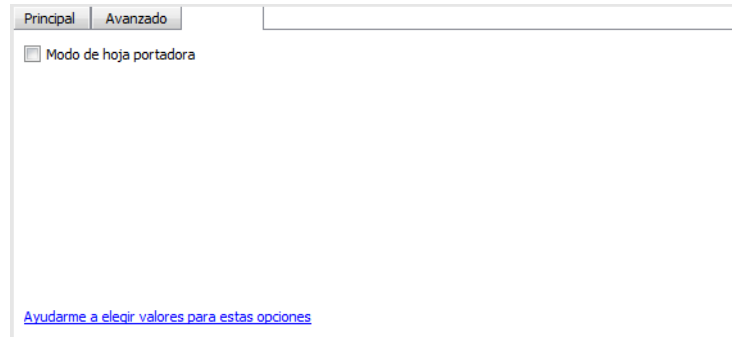 Principal Avanzado
Modo de hoja portadora
Ayudarme a elegir valores para estas opciones